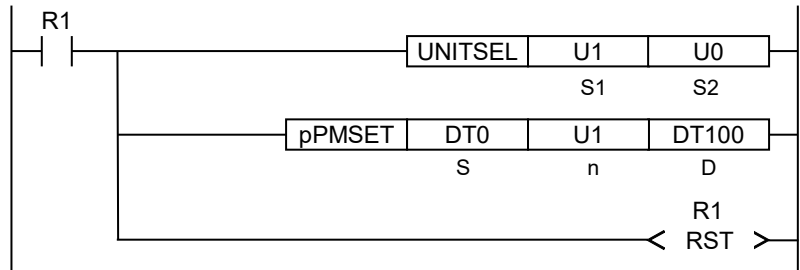 R1
UNITSEL U1 U0
S1 S2
pPMSET DT0 U1 DT100
S n D
R1
RST